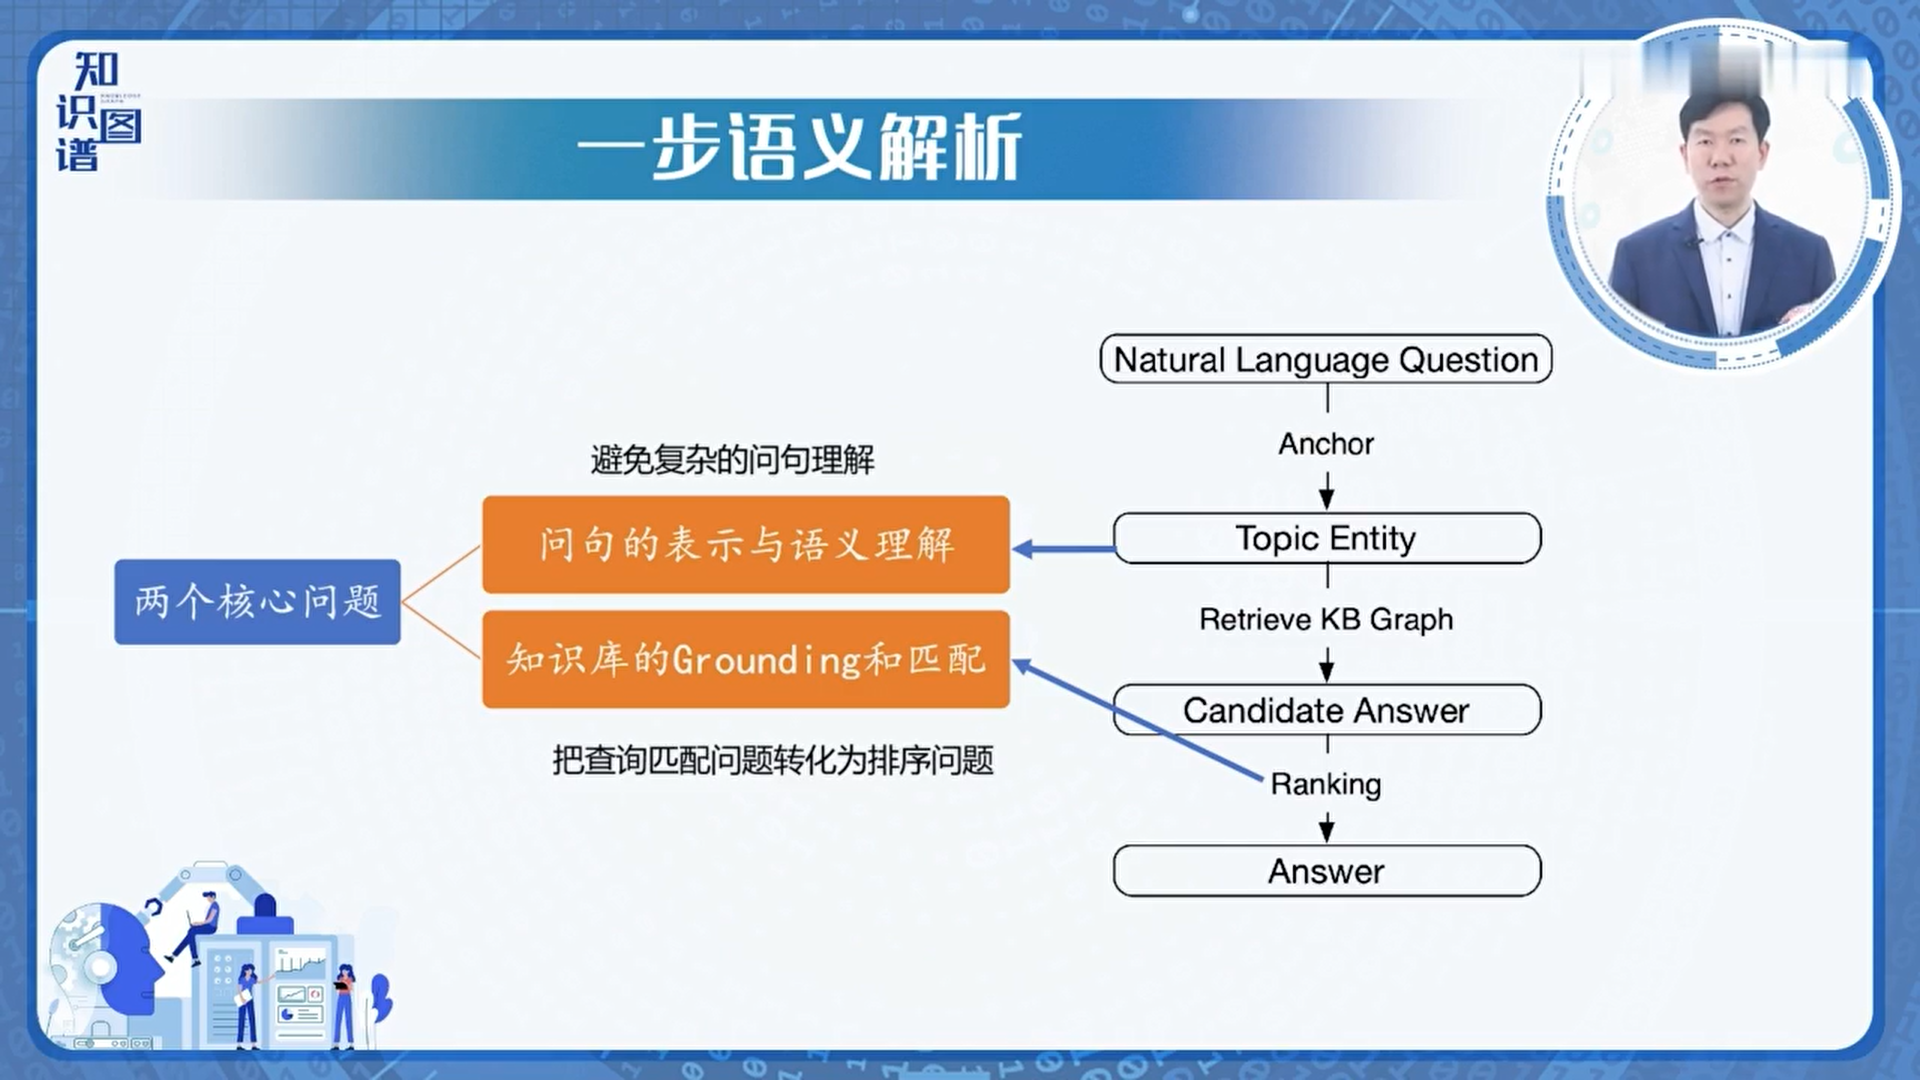 知识图谱
一步语义解析
Natural Language Question
Anchor
避免复杂的问句理解
问句的表示与语义理解
Topic Entity
两个核心问题
Retrieve KB Graph
知识库的Grounding和匹配
Candidate Answer
把查询匹配问题转化为排序问题
Ranking
Answer